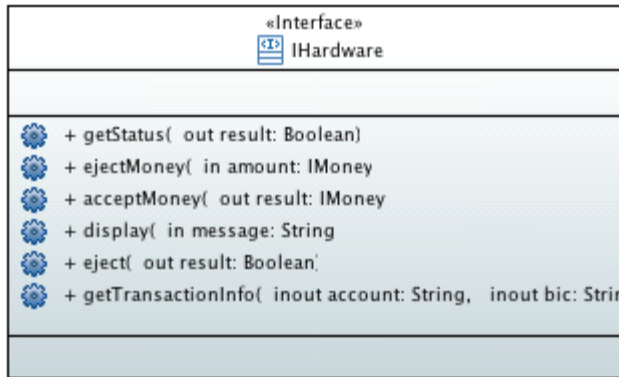 «Interface»
IHardware
+ getStatus( out result: Boolean)
+ ejectMoney( in amount: IMoney
+ acceptMoney( out result: IMoney
+ display( in message: String
+ eject( out result: Boolean
+ getTransactionInfo( inout account: String, inout bic: